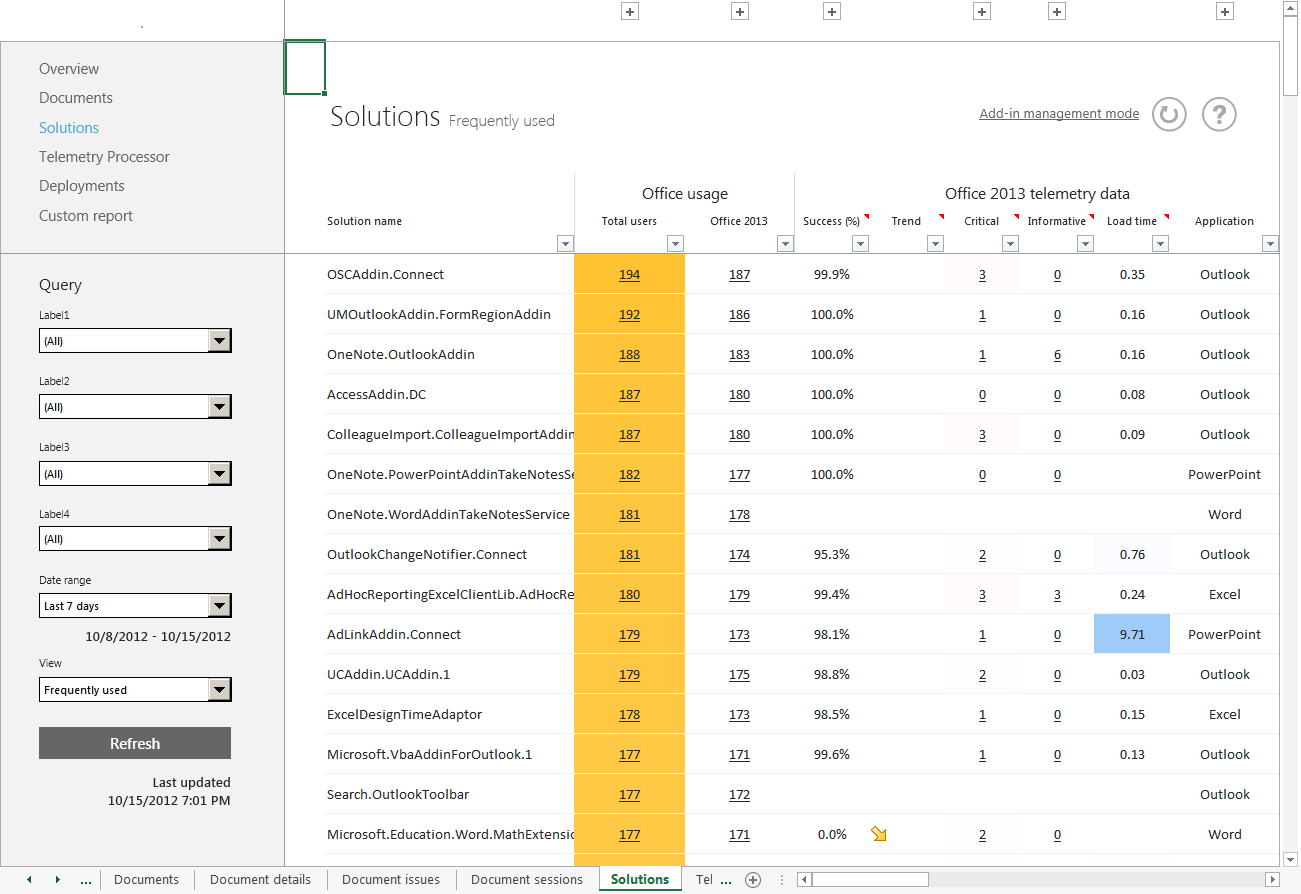 Overview
Documents
Solutions
Telemetry Processor
Deployments
Custom report
Query
Label1
(All)
Label2
(All)
Label3
(All)
Label4
(All)
Date range
Last 7 days
10/8/2012 - 10/15/2012
View
Frequently used
Refresh
Last updated
10/15/2012 7:01 PM
Solutions Frequently used
Add-in management mode
?
Office usage Office 2013 telemetry data
Solution name Total users Office 2013 Success (%) Trend Critical Informative Load time Application
OSCAddin.Connect 194 187 99.9% 3 0 0.35 Outlook
UMOutlookAddin.FormRegionAddin 192 186 100.0% 1 0 0.16 Outlook
OneNote.OutlookAddin 188 183 100.0% 1 6 0.16 Outlook
AccessAddin.DC 187 180 100.0% 0 0 0.08 Outlook
ColleagueImport.ColleagueImportAddin 187 180 100.0% 3 0 0.09 Outlook
OneNote.PowerPointAddinTakeNotesSe 182 177 100.0% 0 0 PowerPoint
OneNote.WordAddinTakeNotesService 181 178 Word
OutlookChangeNotifier.Connect 181 174 95.3% 2 0 0.76 Outlook
AdHocReportingExcelClientLib.AdHocRe 180 179 99.4% 3 3 0.24 Excel
AdLinkAddin.Connect 179 173 98.1% 1 0 9.71 PowerPoint
UCAddin.UCAddin.1 179 175 98.8% 2 0 0.03 Outlook
ExcelDesignTimeAdaptor 178 173 98.5% 1 0 0.15 Excel
Microsoft.VbaAddinForOutlook.1 177 171 99.6% 1 0 0.13 Outlook
Search.OutlookToolbar 177 172 Outlook
Microsoft.Education.Word.MathExtensio 177 171 0.0% 2 0 Word
... Documents Document details Document issues Document sessions Solutions Tel ...